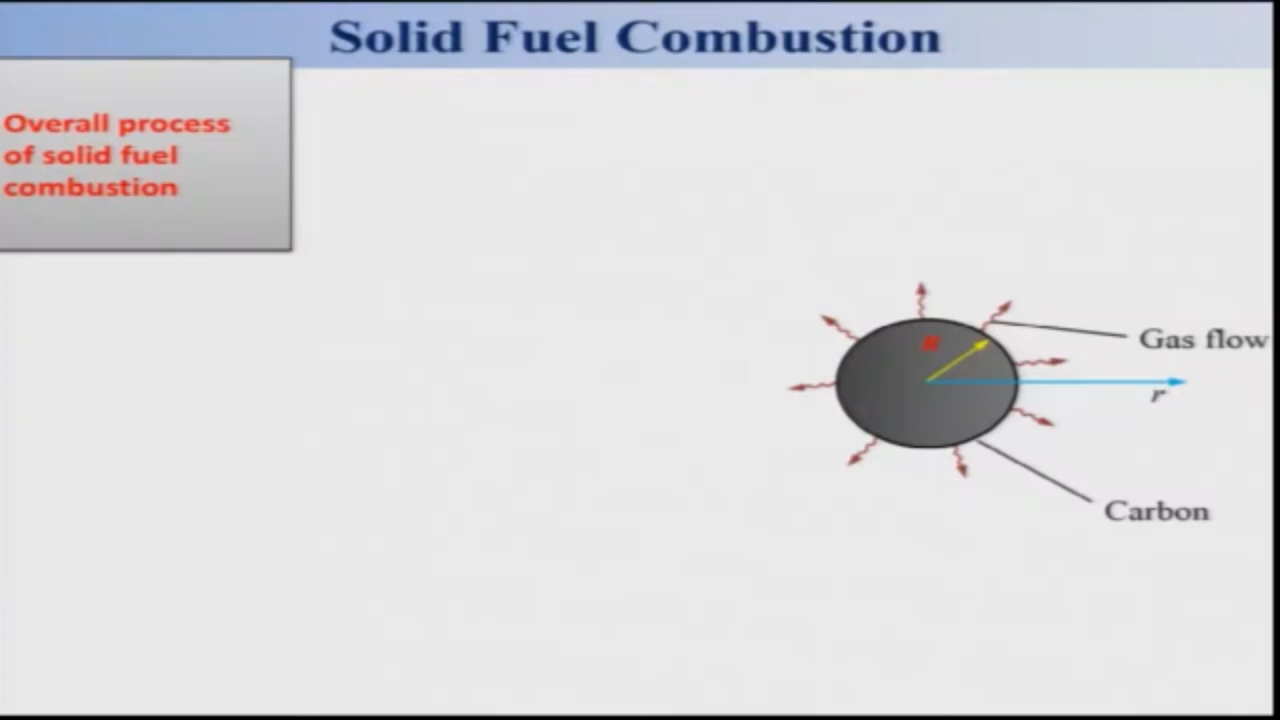 Solid Fuel Combustion
Overall process
of solid fuel
combustion
R
Gas flow
r
Carbon